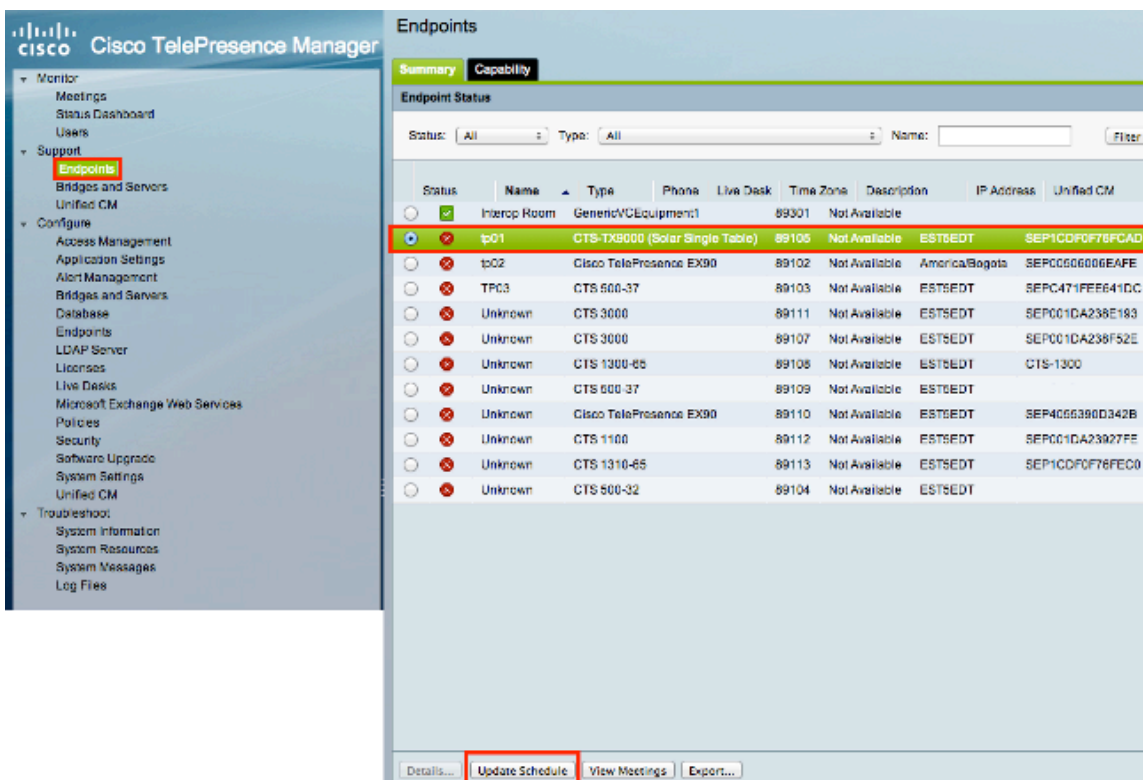 CISCO Cisco TelePresence Manager
Monitor
Meetings
Status Dashboard
Users
Support
Endpoints
Bridges and Servers
Unified CM
Configure
Access Management
Application Settings
Alert Management
Bridges and Servers
Database
Endpoints
LDAP Server
Licenses
Live Desks
Microsoft Exchange Web Services
Policies
Security
Software Upgrade
System Settings
Unified CM
Troubleshoot
System Information
System Resources
System Messages
Log Files
Endpoints
Summary Capability
Endpoint Status
Status: All Type: All Name: Filter
Status Name Type Phone Live Desk Time Zone Description IP Address Unified CM
Interop Room GenericVCEquipment1 89301 Not Available
tp01 CTS-TX9000 (Solar Single Table) 89105 Not Available EST5EDT SEP1CDF0F76FCAD
tp02 Cisco TelePresence EX90 89102 Not Available America/Bogota SEP00506006EAFE
TP03 CTS 500-37 89103 Not Available EST5EDT SEPC471FEE641DC
Unknown CTS 3000 89111 Not Available EST5EDT SEP001DA238E193
Unknown CTS 3000 89107 Not Available EST5EDT SEP001DA238F52E
Unknown CTS 1300-65 89108 Not Available EST5EDT CTS-1300
Unknown CTS 500-37 89109 Not Available EST5EDT
Unknown Cisco TelePresence EX90 89110 Not Available EST5EDT SEP4055390D342B
Unknown CTS 1100 89112 Not Available EST5EDT SEP001DA23927FE
Unknown CTS 1310-65 89113 Not Available EST5EDT SEP1CDF0F76FEC0
Unknown CTS 500-32 89104 Not Available EST5EDT
Details... Update Schedule View Meetings Export...